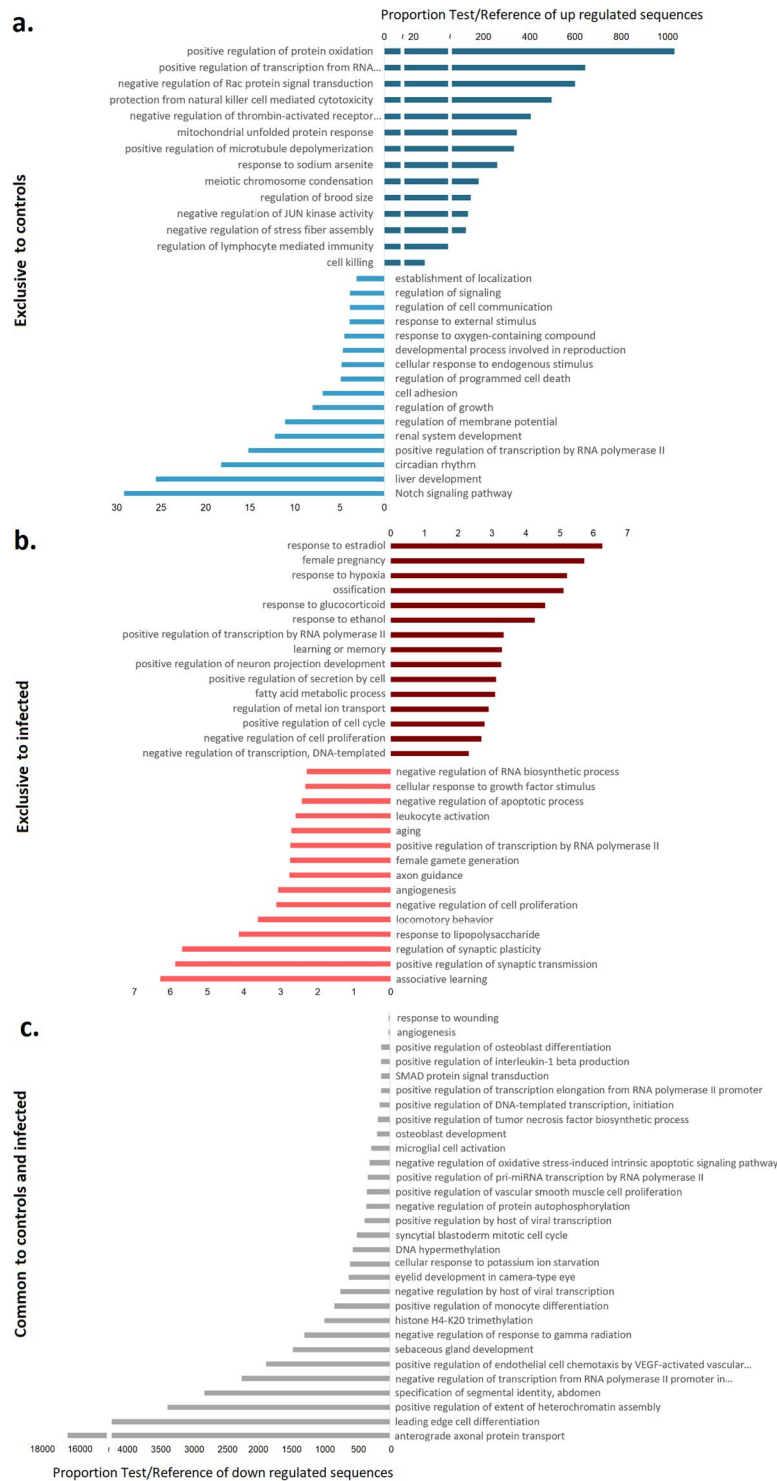 Proportion Test/Reference of up regulated sequences
a.
0 ~ 20 ~ 200 400 600 800 1000
positive regulation of protein oxidation
positive regulation of transcription from RNA...
negative regulation of Rac protein signal transduction
protection from natural killer cell mediated cytotoxicity
negative regulation of thrombin-activated receptor...
mitochondrial unfolded protein response
positive regulation of microtubule depolymerization
response to sodium arsenite
meiotic chromosome condensation
regulation of brood size
negative regulation of JUN kinase activity
negative regulation of stress fiber assembly
regulation of lymphocyte mediated immunity
cell killing
Exclusive to controls
establishment of localization
regulation of signaling
regulation of cell communication
response to external stimulus
response to oxygen-containing compound
developmental process involved in reproduction
cellular response to endogenous stimulus
regulation of programmed cell death
cell adhesion
regulation of growth
regulation of membrane potential
renal system development
positive regulation of transcription by RNA polymerase II
circadian rhythm
liver development
Notch signaling pathway
30 25 20 15 10 5 0
b.
0 1 2 3 4 5 6 7
response to estradiol
female pregnancy
response to hypoxia
ossification
response to glucocorticoid
response to ethanol
positive regulation of transcription by RNA polymerase II
learning or memory
positive regulation of neuron projection development
positive regulation of secretion by cell
fatty acid metabolic process
regulation of metal ion transport
positive regulation of cell cycle
negative regulation of cell proliferation
negative regulation of transcription, DNA-templated
Exclusive to infected
negative regulation of RNA biosynthetic process
cellular response to growth factor stimulus
negative regulation of apoptotic process
leukocyte activation
aging
positive regulation of transcription by RNA polymerase II
female gamete generation
axon guidance
angiogenesis
negative regulation of cell proliferation
locomotory behavior
response to lipopolysaccharide
regulation of synaptic plasticity
positive regulation of synaptic transmission
associative learning
7 6 5 4 3 2 1 0
c.
response to wounding
angiogenesis
positive regulation of osteoblast differentiation
positive regulation of interleukin-1 beta production
SMAD protein signal transduction
positive regulation of transcription elongation from RNA polymerase II promoter
positive regulation of DNA-templated transcription, initiation
positive regulation of tumor necrosis factor biosynthetic process
osteoblast development
microglial cell activation
negative regulation of oxidative stress-induced intrinsic apoptotic signaling pathway
positive regulation of pri-miRNA transcription by RNA polymerase II
positive regulation of vascular smooth muscle cell proliferation
negative regulation of protein autophosphorylation
positive regulation by host of viral transcription
syncytial blastoderm mitotic cell cycle
DNA hypermethylation
cellular response to potassium ion starvation
eyelid development in camera-type eye
negative regulation by host of viral transcription
positive regulation of monocyte differentiation
histone H4-K20 trimethylation
negative regulation of response to gamma radiation
sebaceous gland development
positive regulation of endothelial cell chemotaxis by VEGF-activated vascular...
negative regulation of transcription from RNA polymerase II promoter in...
specification of segmental identity, abdomen
positive regulation of extent of heterochromatin assembly
leading edge cell differentiation
anterograde axonal protein transport
Common to controls and infected
18000 16000 ~ 4000 3500 3000 2500 2000 1500 1000 500 0
Proportion Test/Reference of down regulated sequences